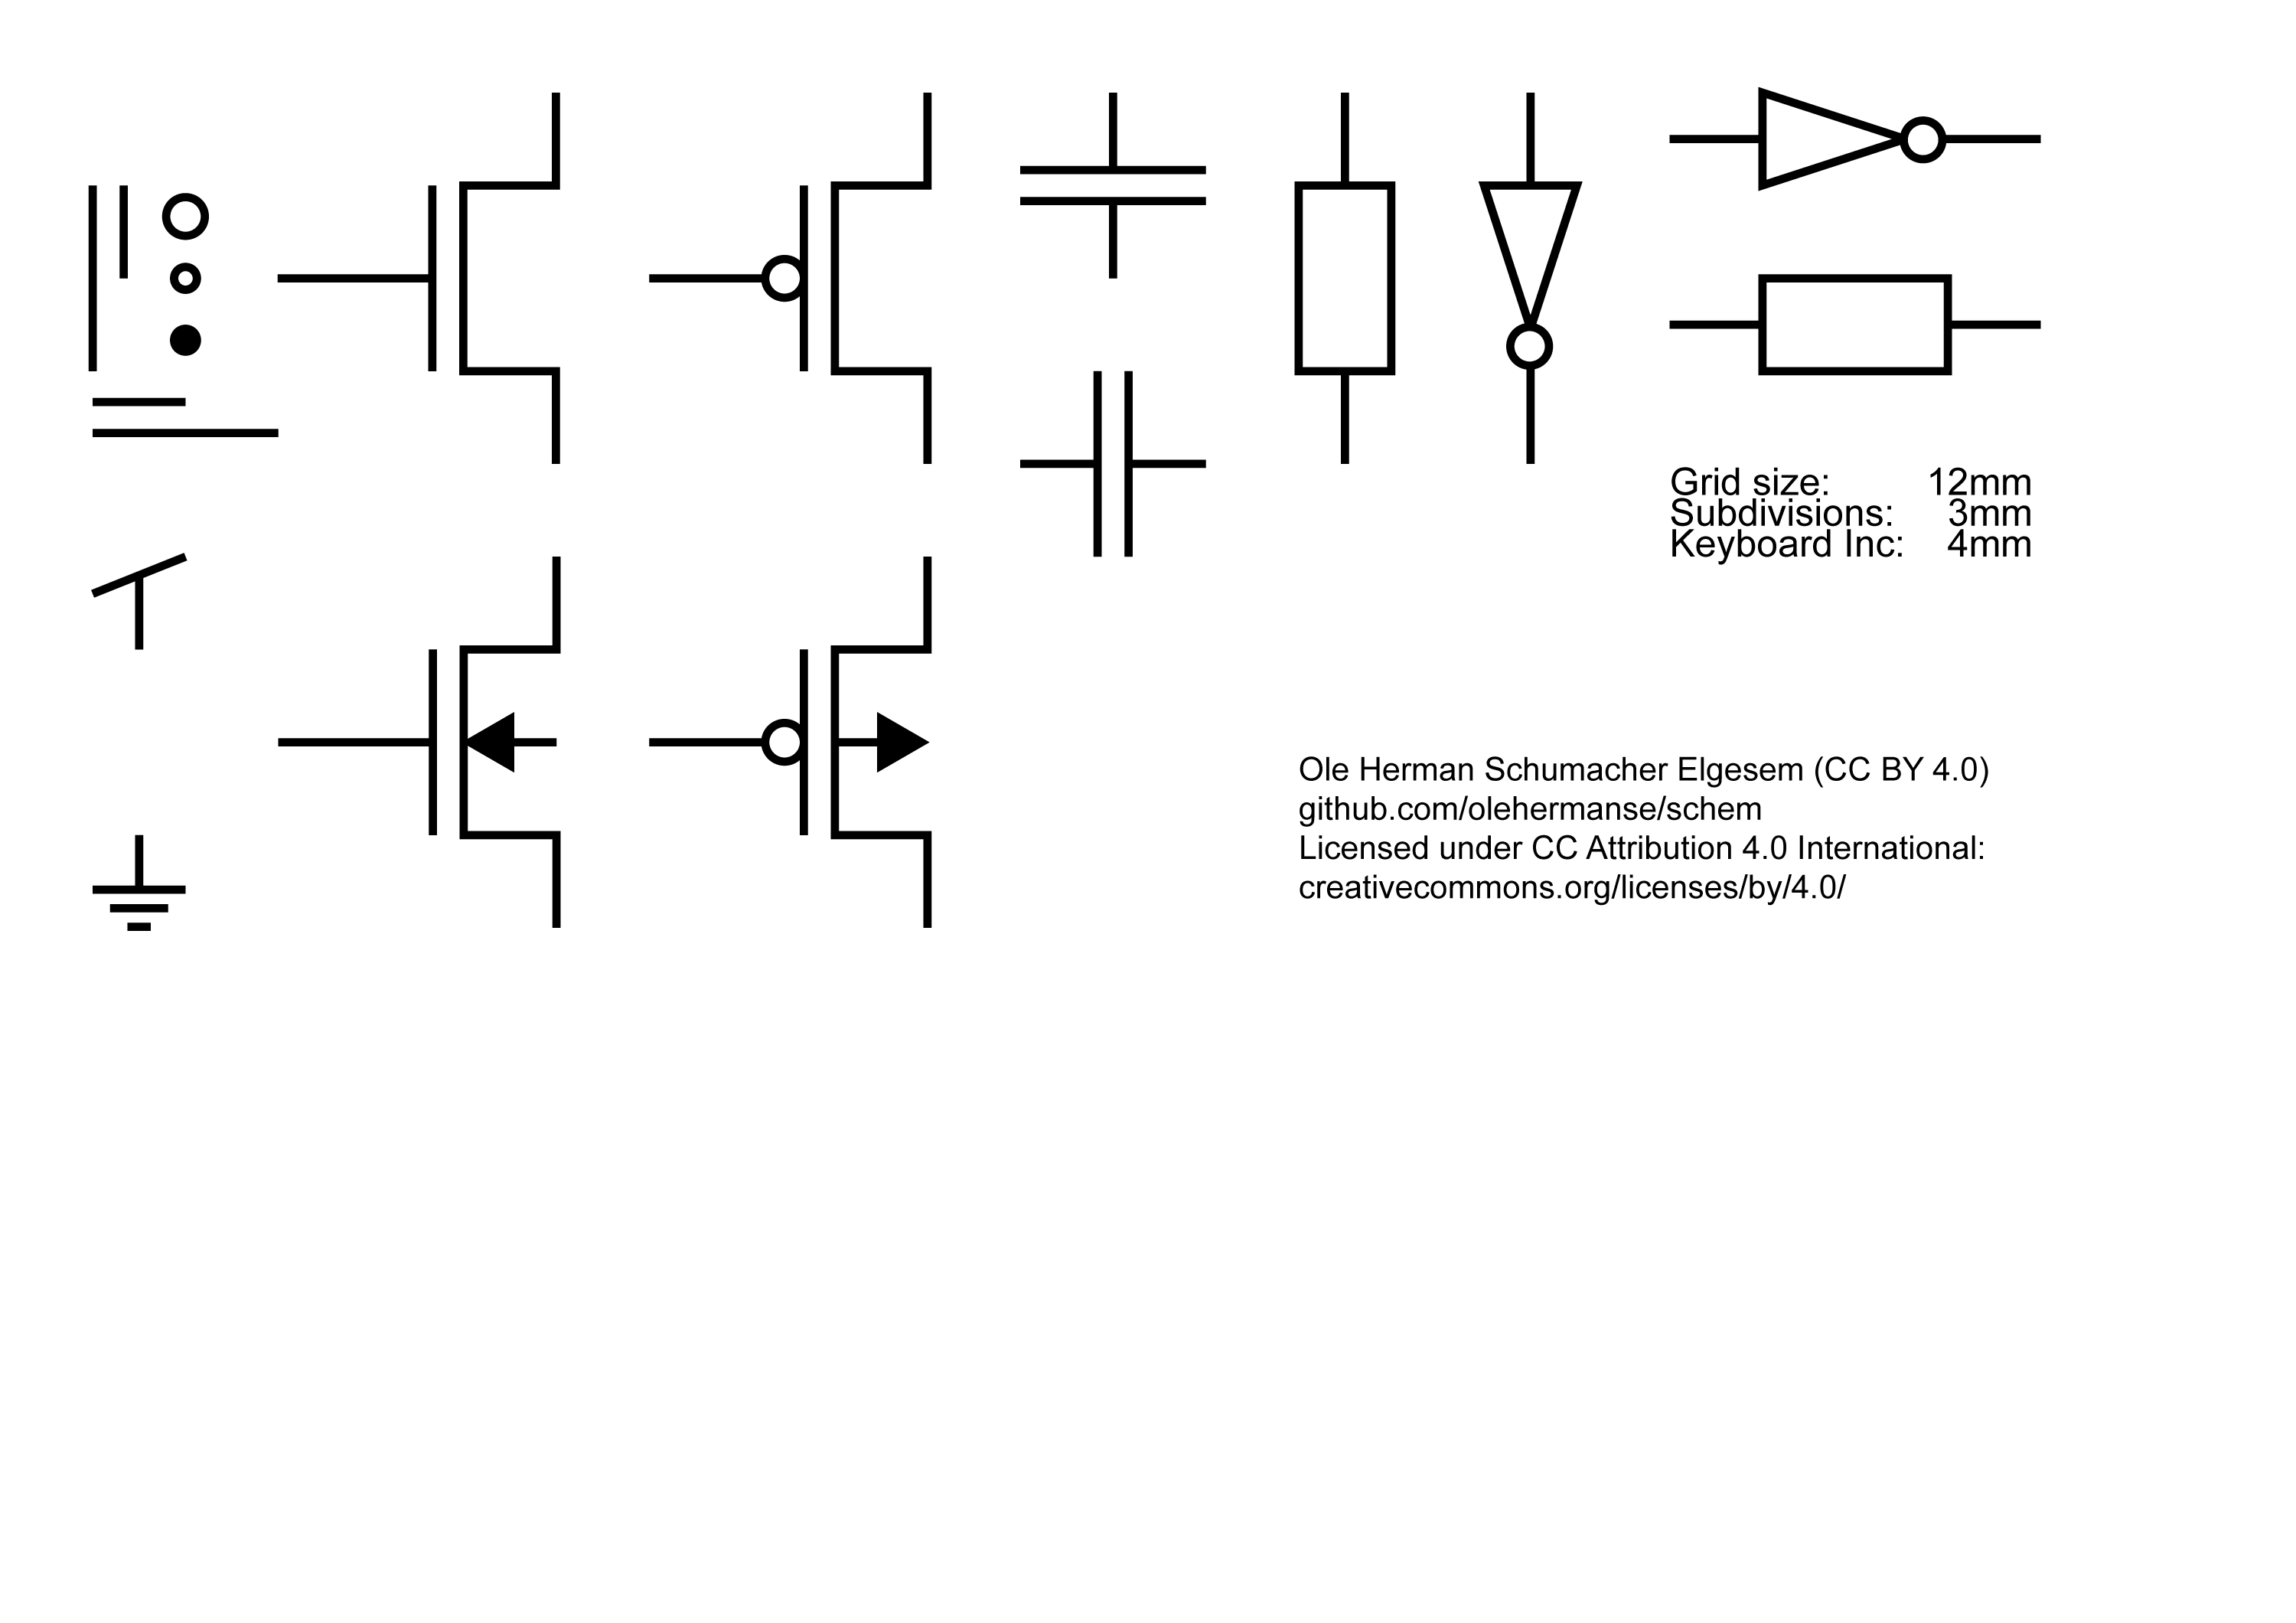 Grid size: 12mm
Subdivisions: 3mm
Keyboard Inc: 4mm
Ole Herman Schumacher Elgesem (CC BY 4.0)
github.com/olehermanse/schem
Licensed under CC Attribution 4.0 International:
creativecommons.org/licenses/by/4.0/